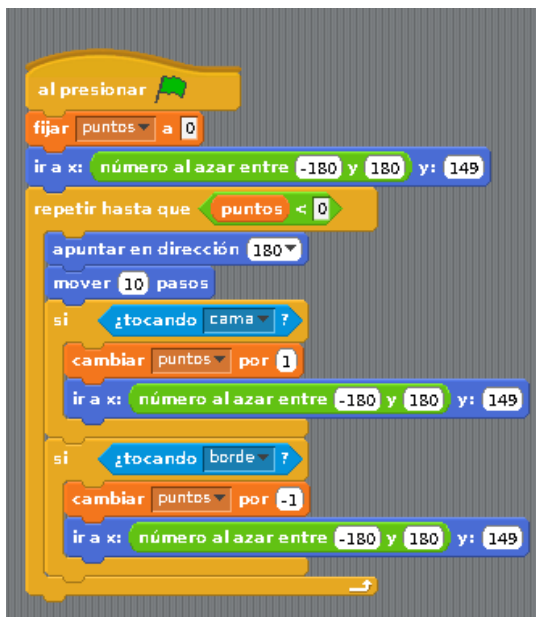 al presionar
fijar puntos a 0
ir a x: número al azar entre -180 y 180 y: 149
repetir hasta que puntos < 0
apuntar en dirección 180
mover 10 pasos
si ¿tocando cama ?
cambiar puntos por 1
ir a x: número al azar entre -180 y 180 y: 149
si ¿tocando borde ?
cambiar puntos por -1
ir a x: número al azar entre -180 y 180 y: 149